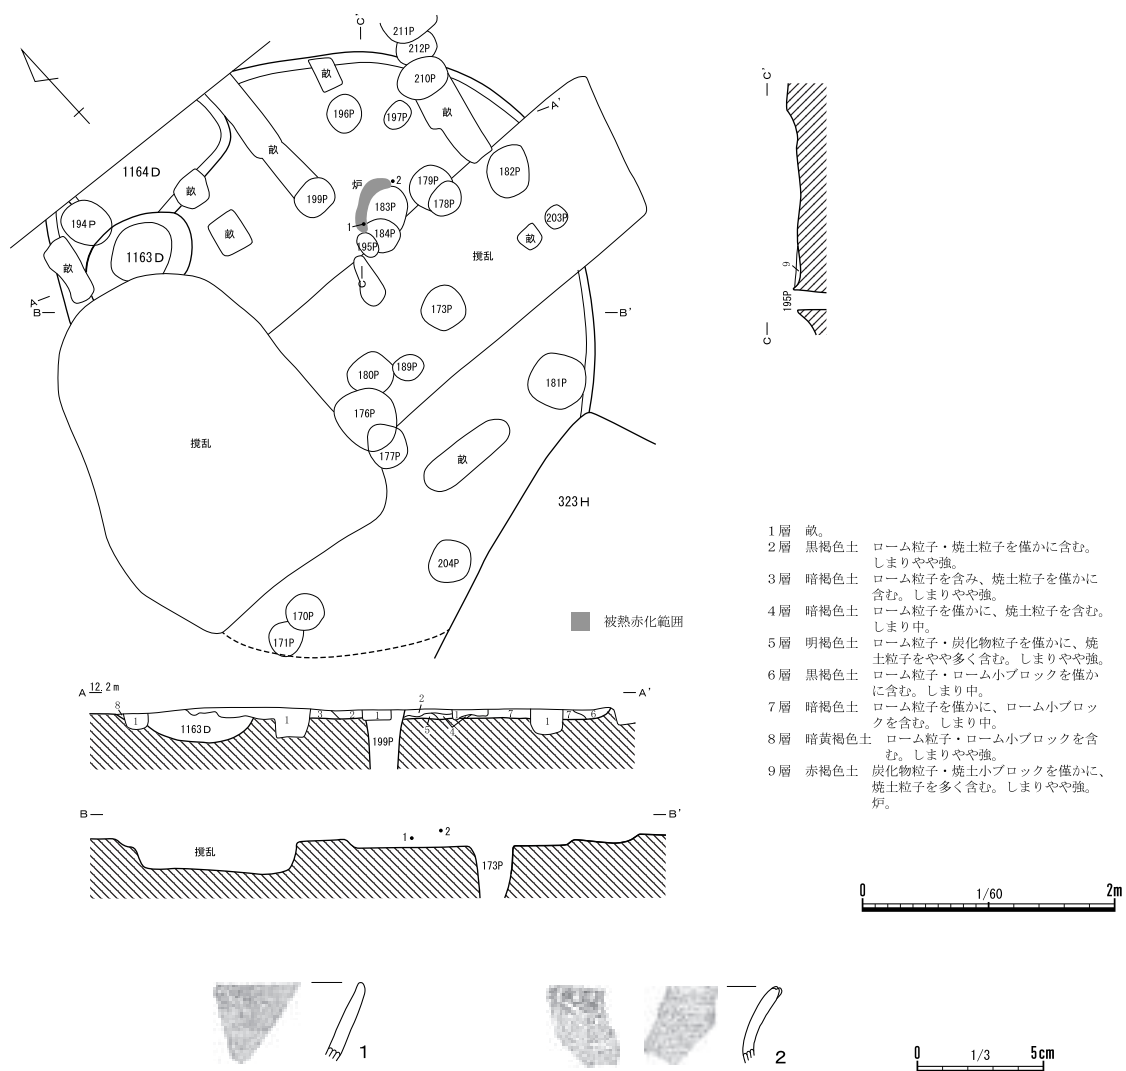 C'
211P
212P
210P
畝
196P
197P
畝
A'
畝
1164D
182P
炉
2
179P
畝
199P
183P
178P
194P
1
184P
203P
畝
195P
畝
1163D
撹乱
畝
C
A
B
173P
B'
189P
180P
181P
176P
撹乱
177P
畝
323H
204P
170P
171P
被熱赤化範囲
C'
9
195P
C
1層 畝。
2層 黒褐色土 ローム粒子・焼土粒子を僅かに含む。
しまりやや強。
3層 暗褐色土 ローム粒子を含み、焼土粒子を僅かに
含む。しまりやや強。
4層 暗褐色土 ローム粒子を僅かに、焼土粒子を含む。
しまり中。
5層 明褐色土 ローム粒子・炭化物粒子を僅かに、焼
土粒子をやや多く含む。しまりやや強。
6層 黒褐色土 ローム粒子・ローム小ブロックを僅か
に含む。しまり中。
7層 暗褐色土 ローム粒子を僅かに、ローム小ブロッ
クを含む。しまり中。
8層 暗黄褐色土 ローム粒子・ローム小ブロックを含
む。しまりやや強。
9層 赤褐色土 炭化物粒子・焼土小ブロックを僅かに、
焼土粒子を多く含む。しまりやや強。
炉。
A 12.2m A'
8 2
1 1163D 1 3 2 1 1 7 1 7 6
5 4
199P
B B'
1 2
撹乱
173P
0 1/60 2m
1
2
0 1/3 5cm